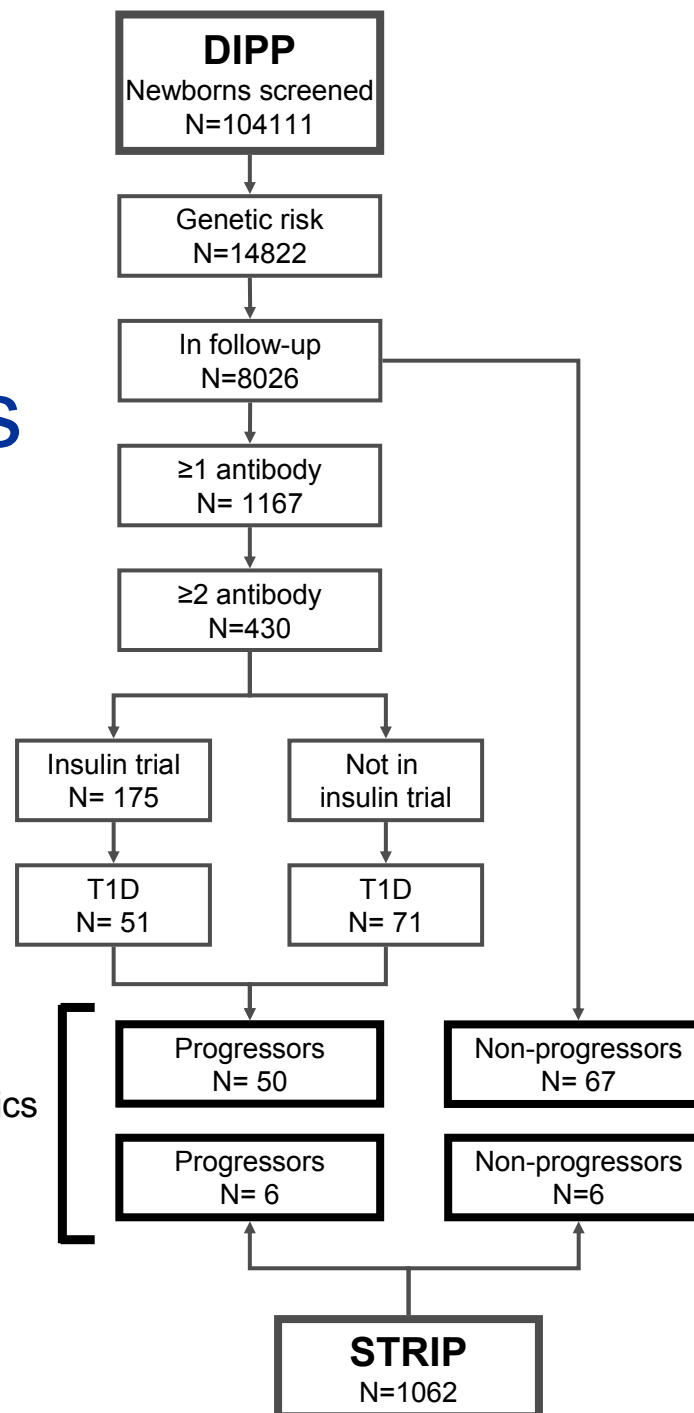 DIPP
Newborns screened
N=104111
Genetic risk
N=14822
In follow-up
N=8026
s
≥1 antibody
N= 1167
≥2 antibody
N=430
Insulin trial
N= 175
Not in
insulin trial
T1D
N= 51
T1D
N= 71
Progressors
N= 50
Non-progressors
N= 67
ics
Progressors
N= 6
Non-progressors
N=6
STRIP
N=1062